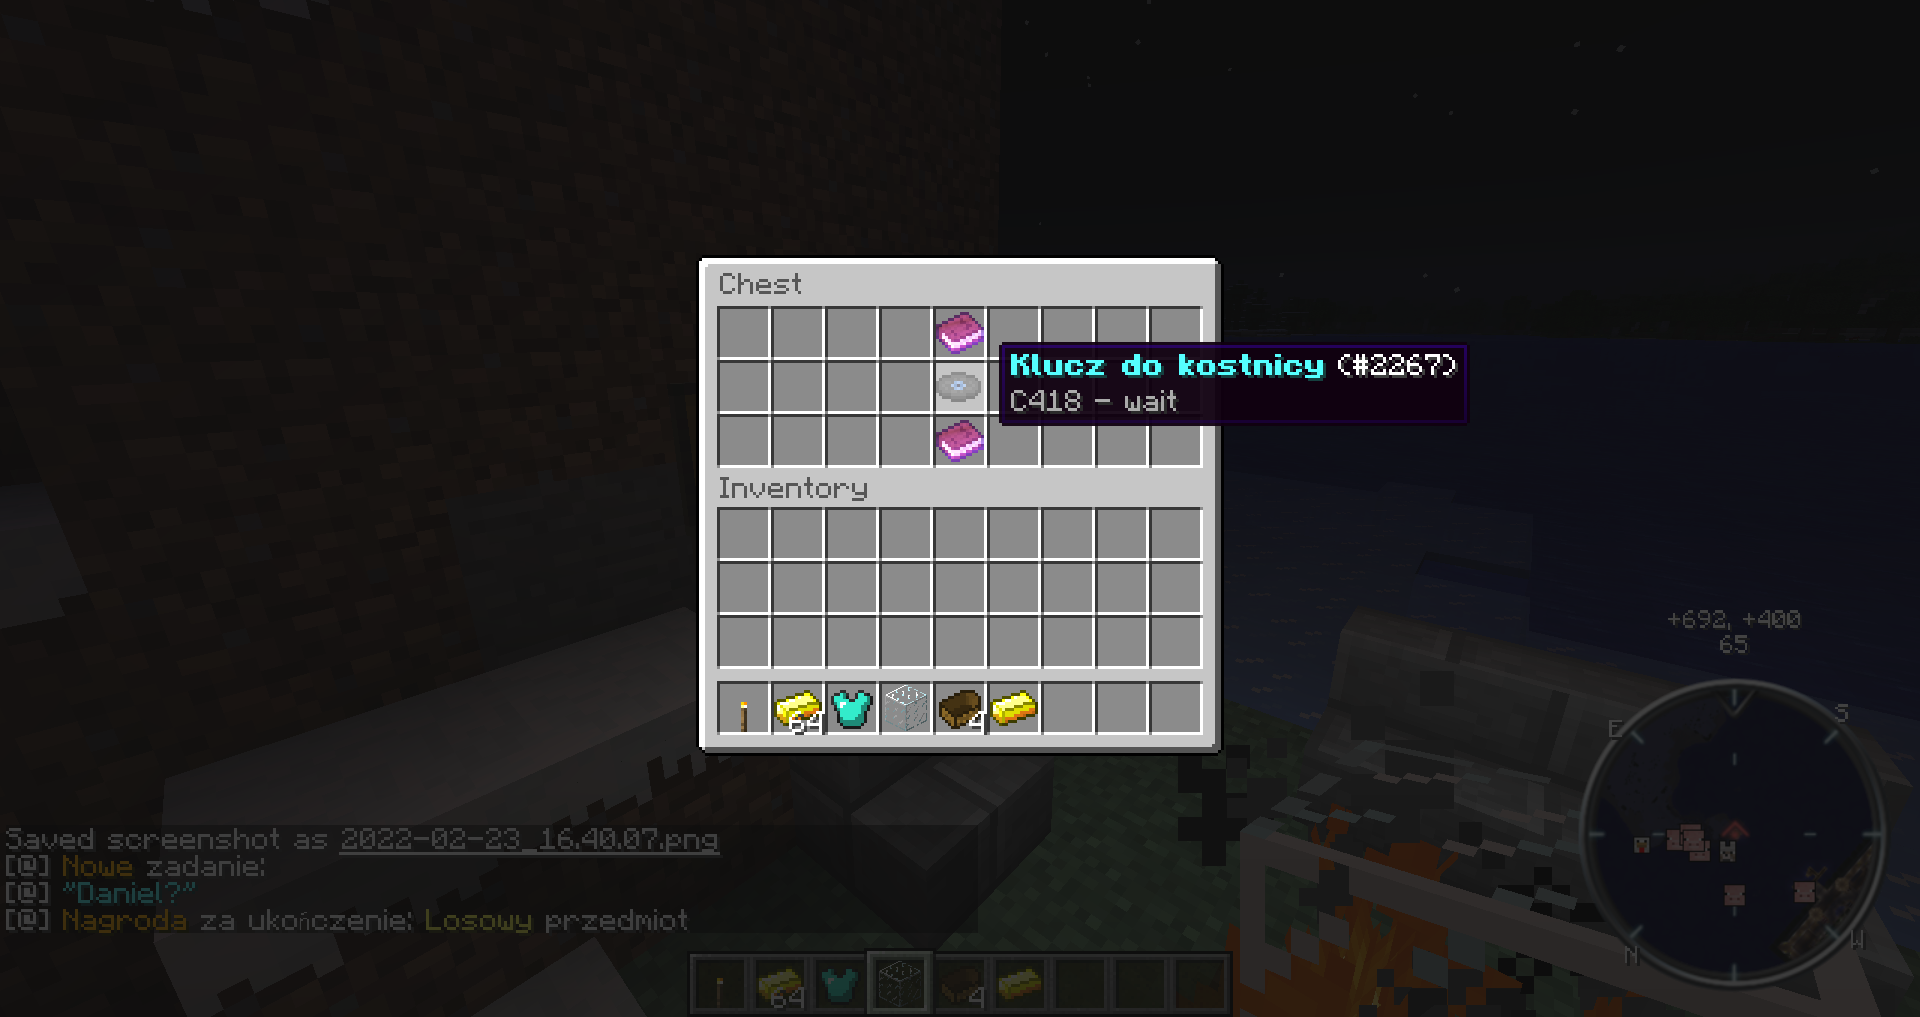 Chest
Klucz do kostnicy (#2267)
C418 - wait
Inventory
64
4
+692, +400
65
E
S
N
W
Saved screenshot as 2022-02-23_16.40.07.png
[@] Nowe zadanie:
[@] "Daniel?"
[@] Nagroda za ukończenie: Losowy przedmiot
64
4